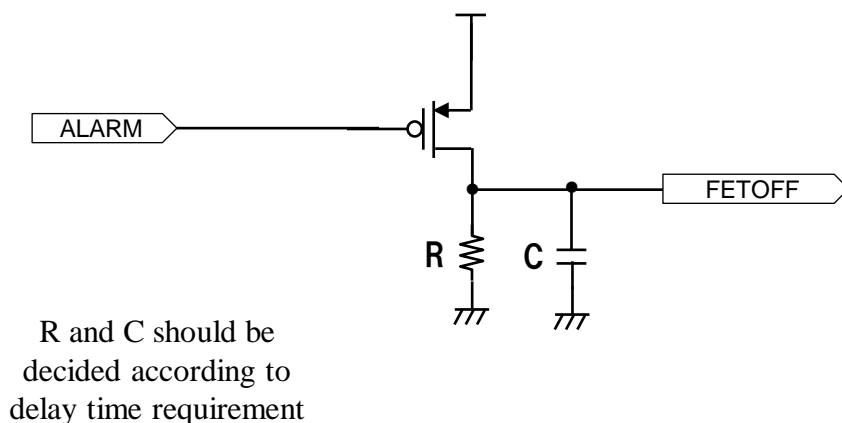 ALARM
FETOFF
R
C
R and C should be
decided according to
delay time requirement